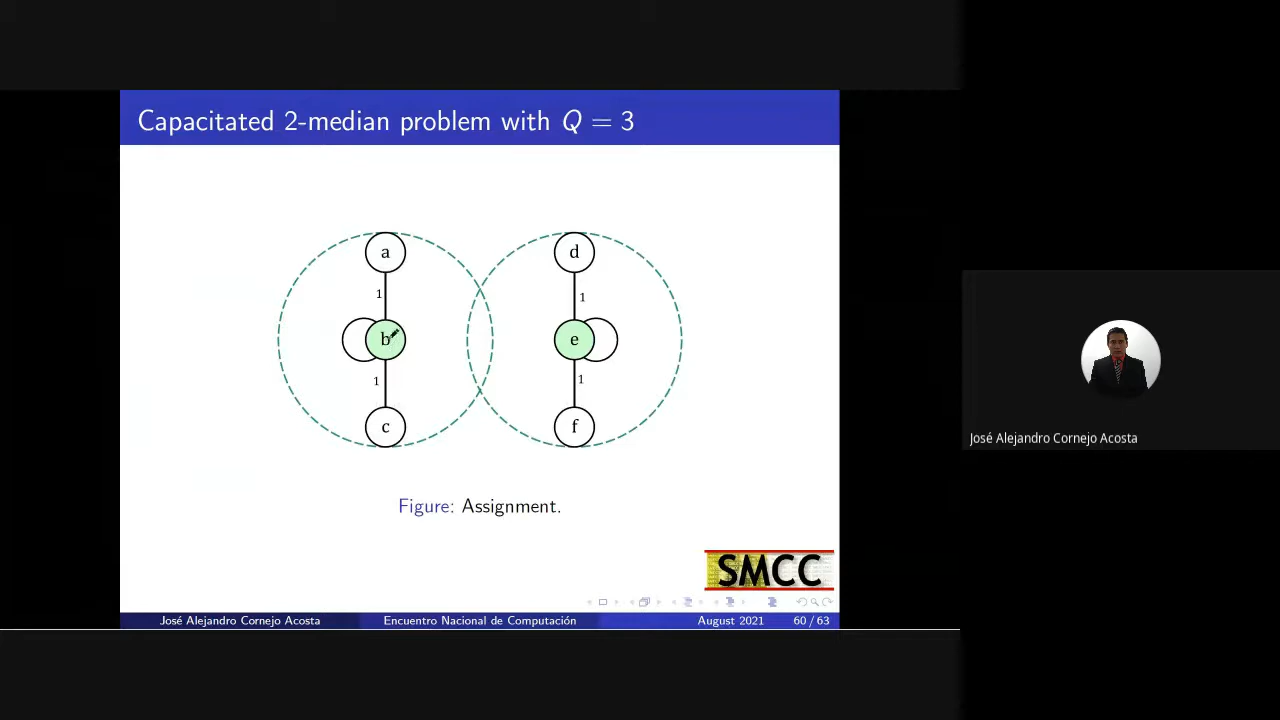 Capacitated 2-median problem with Q = 3
a
d
1
1
b
e
1
1
c
f
Figure: Assignment.
SMCC
José Alejandro Cornejo Acosta
Encuentro Nacional de Computación
August 2021
60 / 63
José Alejandro Cornejo Acosta